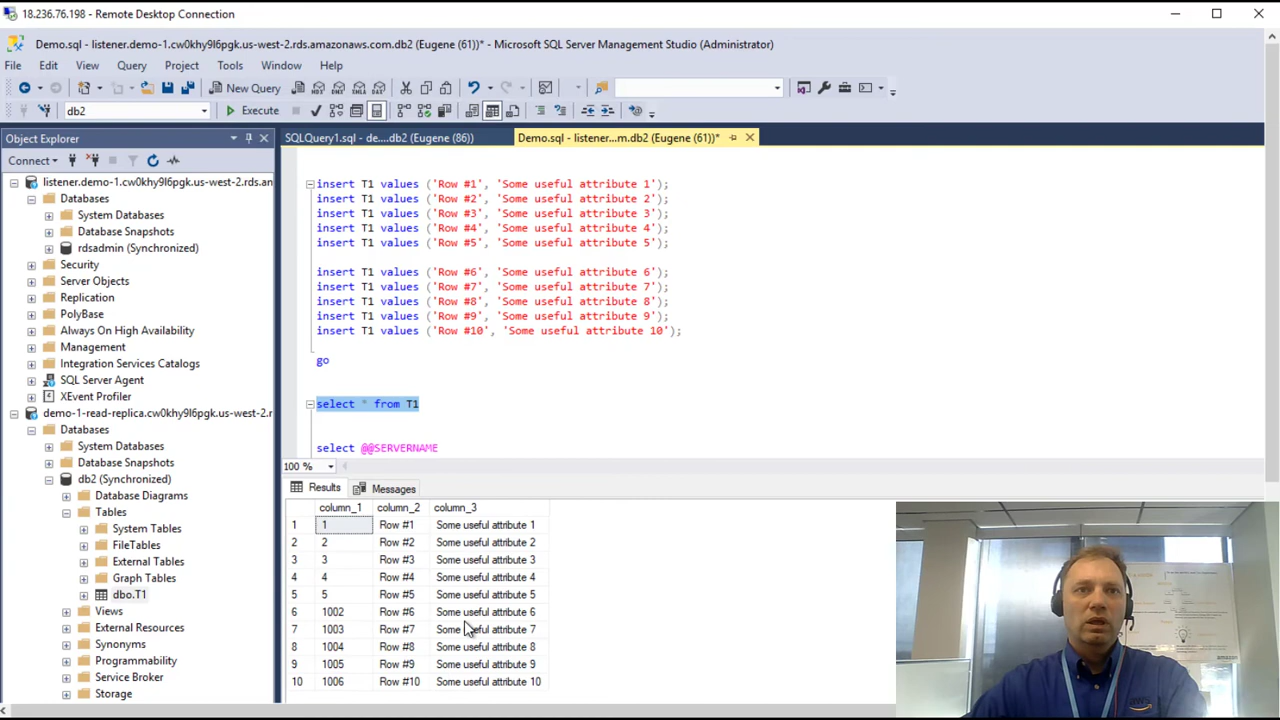 18.236.76.198 - Remote Desktop Connection
Demo.sql - listener.demo-1.cw0khy9l6pgk.us-west-2.rds.amazonaws.com.db2 (Eugene (61))* - Microsoft SQL Server Management Studio (Administrator)
File Edit View Query Project Tools Window Help
New Query
db2 Execute
Object Explorer
SQLQuery1.sql - de....db2 (Eugene (86))
Demo.sql - listener...m.db2 (Eugene (61))*
Connect
listener.demo-1.cw0khy9l6pgk.us-west-2.rds.an
Databases
System Databases
Database Snapshots
rdsadmin (Synchronized)
Security
Server Objects
Replication
PolyBase
Always On High Availability
Management
Integration Services Catalogs
SQL Server Agent
XEvent Profiler
demo-1-read-replica.cw0khy9l6pgk.us-west-2.r
Databases
System Databases
Database Snapshots
db2 (Synchronized)
Database Diagrams
Tables
System Tables
FileTables
External Tables
Graph Tables
dbo.T1
Views
External Resources
Synonyms
Programmability
Service Broker
Storage
insert T1 values ('Row #1', 'Some useful attribute 1');
insert T1 values ('Row #2', 'Some useful attribute 2');
insert T1 values ('Row #3', 'Some useful attribute 3');
insert T1 values ('Row #4', 'Some useful attribute 4');
insert T1 values ('Row #5', 'Some useful attribute 5');
insert T1 values ('Row #6', 'Some useful attribute 6');
insert T1 values ('Row #7', 'Some useful attribute 7');
insert T1 values ('Row #8', 'Some useful attribute 8');
insert T1 values ('Row #9', 'Some useful attribute 9');
insert T1 values ('Row #10', 'Some useful attribute 10');
go
select * from T1
select @@SERVERNAME
100 %
Results Messages
column_1 column_2 column_3
1 1 Row #1 Some useful attribute 1
2 2 Row #2 Some useful attribute 2
3 3 Row #3 Some useful attribute 3
4 4 Row #4 Some useful attribute 4
5 5 Row #5 Some useful attribute 5
6 1002 Row #6 Some useful attribute 6
7 1003 Row #7 Some useful attribute 7
8 1004 Row #8 Some useful attribute 8
9 1005 Row #9 Some useful attribute 9
10 1006 Row #10 Some useful attribute 10